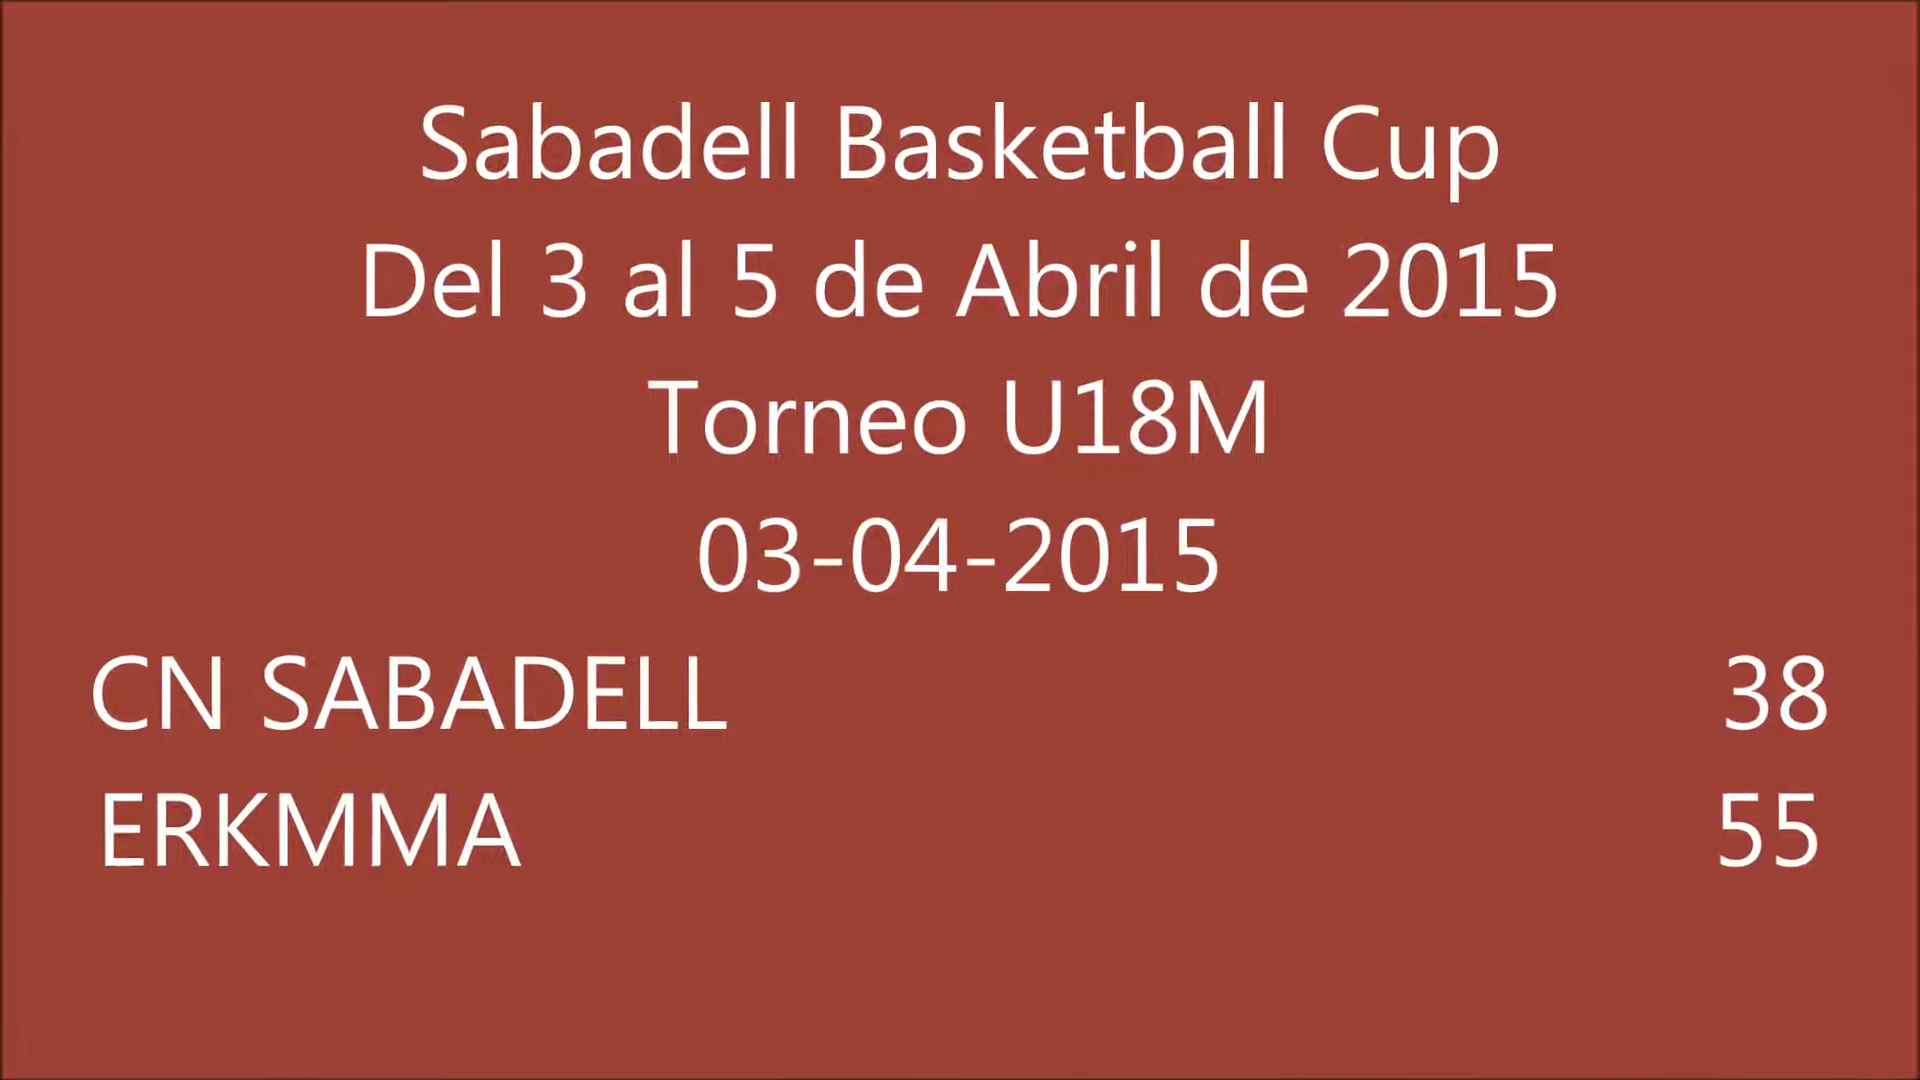 Sabadell Basketball Cup
Del 3 al 5 de Abril de 2015
Torneo U18M
03-04-2015
CN SABADELL 38
ERKMMA 55